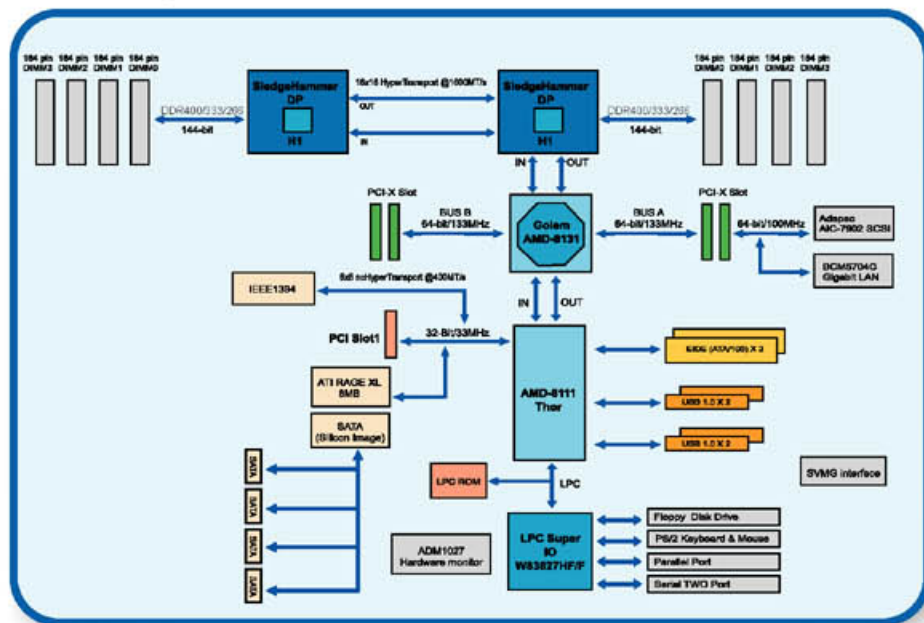 184 pin
DIMM3
184 pin
DIMM2
184 pin
DIMM1
184 pin
DIMM0
DDR400/333/266
144-bit
SledgeHammer
DP
H1
16x16 HyperTransport @1600MT/s
OUT
IN
SledgeHammer
DP
H1
DDR400/333/266
144-bit
184 pin
DIMM0
184 pin
DIMM1
184 pin
DIMM2
184 pin
DIMM3
IN
OUT
PCI-X Slot
BUS B
64-bit/133MHz
Golem
AMD-8131
BUS A
64-bit/133MHz
PCI-X Slot
64-bit/100MHz
Adapec
AIC-7902 SCSI
BCM5704C
Gigabit LAN
8x8 ncHyperTransport @400MT/s
IEEE1394
IN
OUT
PCI Slot1
32-Bit/33MHz
AMD-8111
Thor
EIDE (ATA/100) X 2
ATI RAGE XL
8MB
USB 1.0 X 2
SATA
(Silicon Image)
USB 1.0 X 2
SATA
SATA
SATA
SATA
LPC ROM
LPC
SVMG interface
ADM1027
Hardware monitor
LPC Super
IO
W83627HF/F
Floppy Disk Drive
PS/2 Keyboard & Mouse
Parallel Port
Serial TWO Port